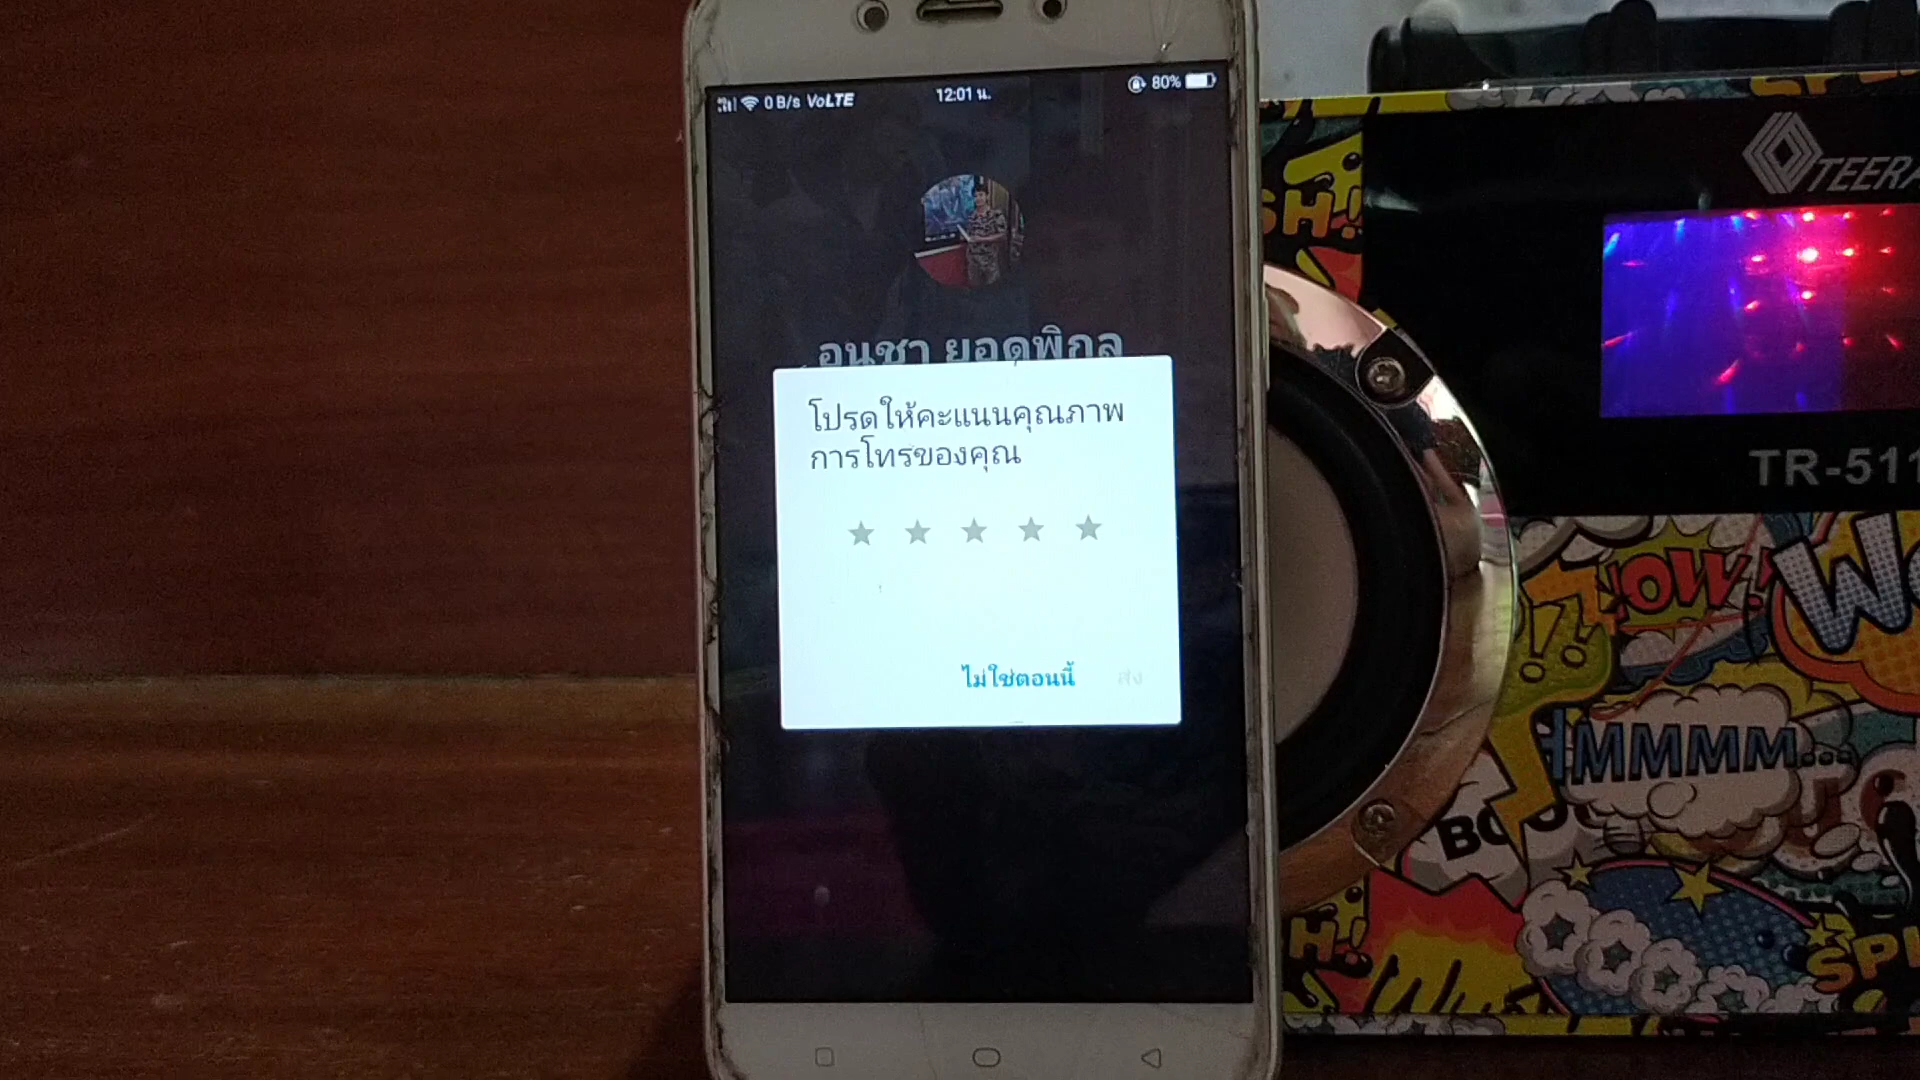 0 B/s VoLTE
12:01 น.
80%
อนุชา ยอดพิกุล
โปรดให้คะแนนคุณภาพ
การโทรของคุณ
ไม่ใช่ตอนนี้
ส่ง
TEERA
TR-511
SH!
WOW!
!?
HMMMM...